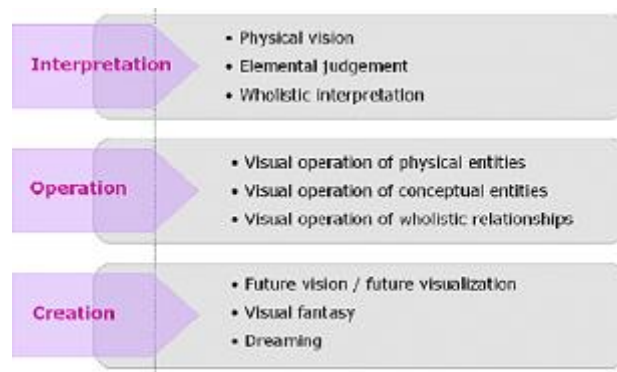 Interpretation
• Physical vision
• Elemental judgement
• Wholistic interpretation
Operation
• Visual operation of physical entities
• Visual operation of conceptual entities
• Visual operation of wholistic relationships
Creation
• Future vision / future visualization
• Visual fantasy
• Dreaming